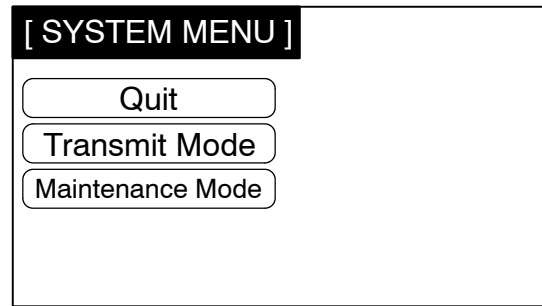 [ SYSTEM MENU ]
Quit
Transmit Mode
Maintenance Mode